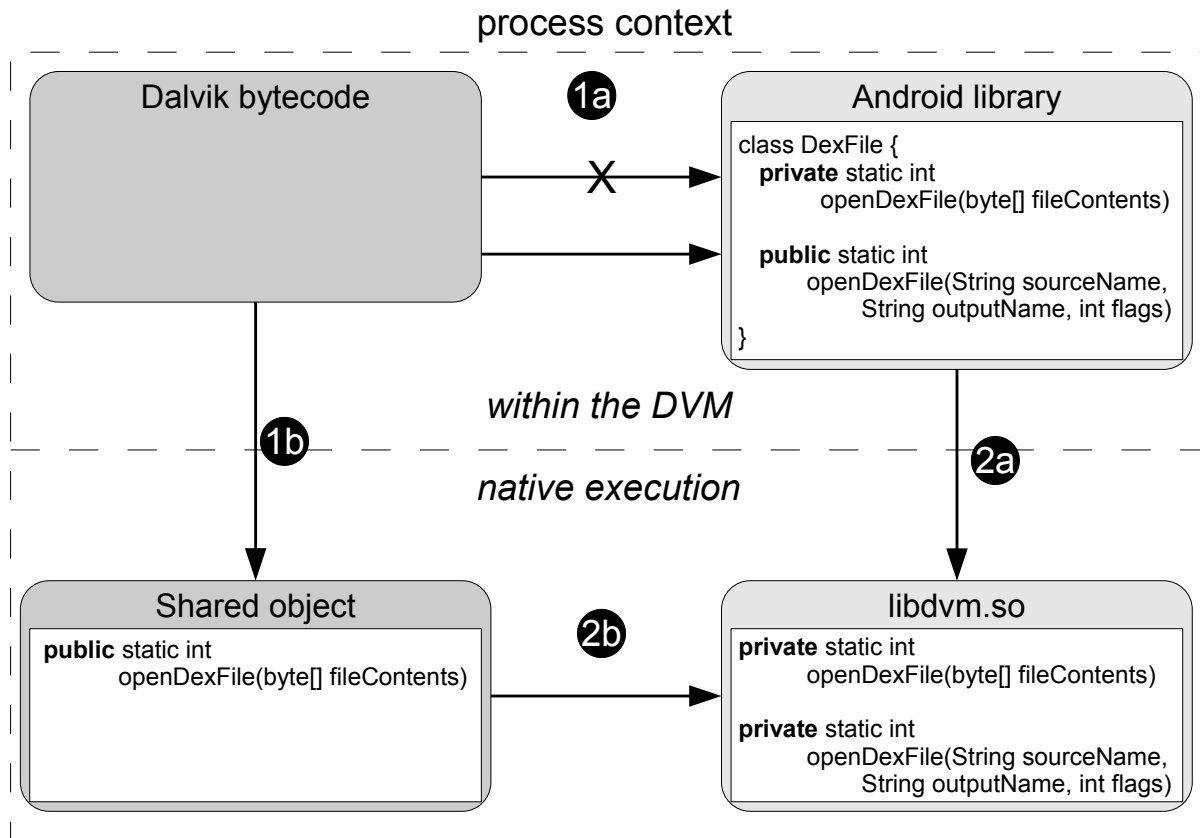 process context
Dalvik bytecode
1a
X
Android library
class DexFile {
private static int
openDexFile(byte[] fileContents)
public static int
openDexFile(String sourceName,
String outputName, int flags)
}
within the DVM
1b
2a
native execution
Shared object
public static int
openDexFile(byte[] fileContents)
2b
libdvm.so
private static int
openDexFile(byte[] fileContents)
private static int
openDexFile(String sourceName,
String outputName, int flags)